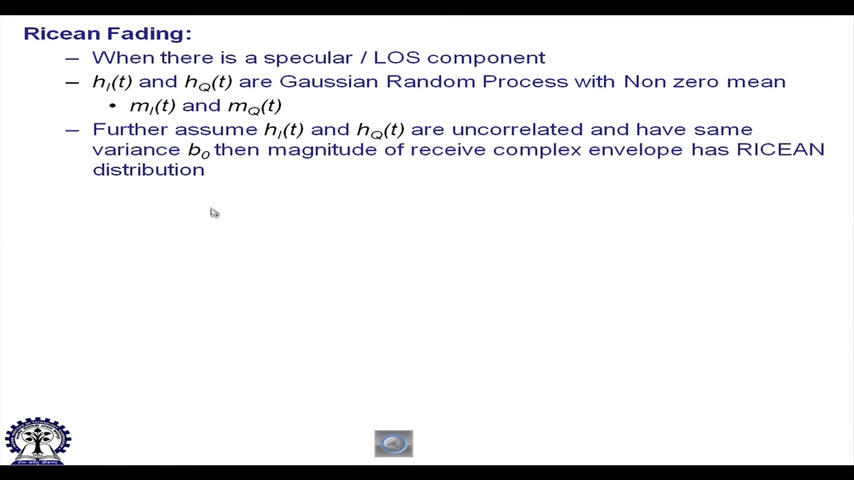 Ricean Fading:
– When there is a specular / LOS component
– hI(t) and hQ(t) are Gaussian Random Process with Non zero mean
• mI(t) and mQ(t)
– Further assume hI(t) and hQ(t) are uncorrelated and have same
variance b0 then magnitude of receive complex envelope has RICEAN
distribution